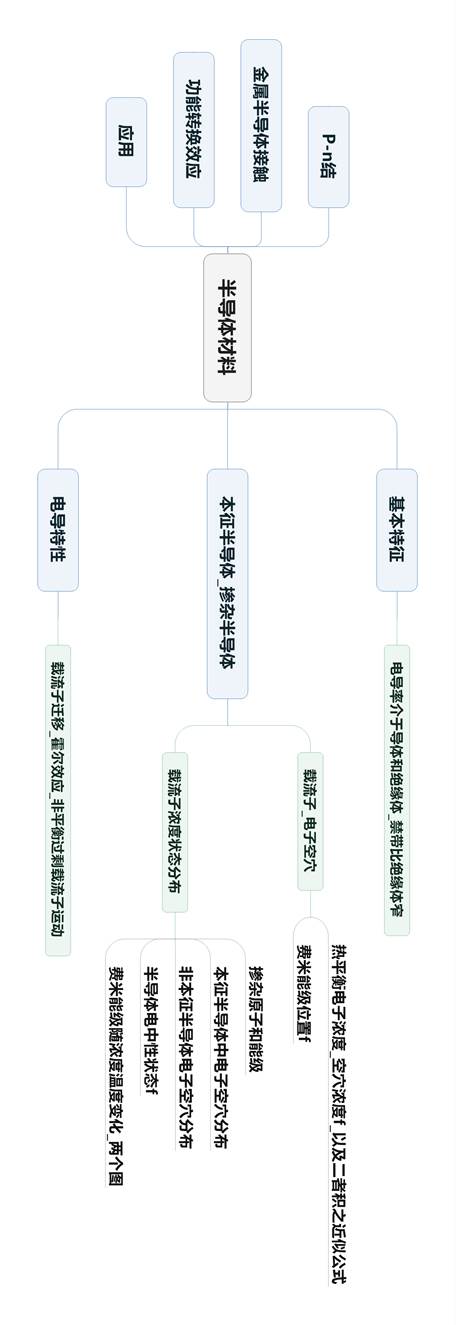 半导体材料
基本特征
电导率介于导体和绝缘体_禁带比绝缘体窄
本征半导体_掺杂半导体
载流子_电子空穴
热平衡电子浓度_空穴浓度f_以及二者积之近似公式
费米能级位置f
载流子浓度状态分布
掺杂原子和能级
本征半导体中电子空穴分布
非本征半导体电子空穴分布
半导体电中性状态f
费米能级随浓度温度变化_两个图
电导特性
载流子迁移_霍尔效应_非平衡过剩载流子运动
P-n结
金属半导体接触
功能转换效应
应用